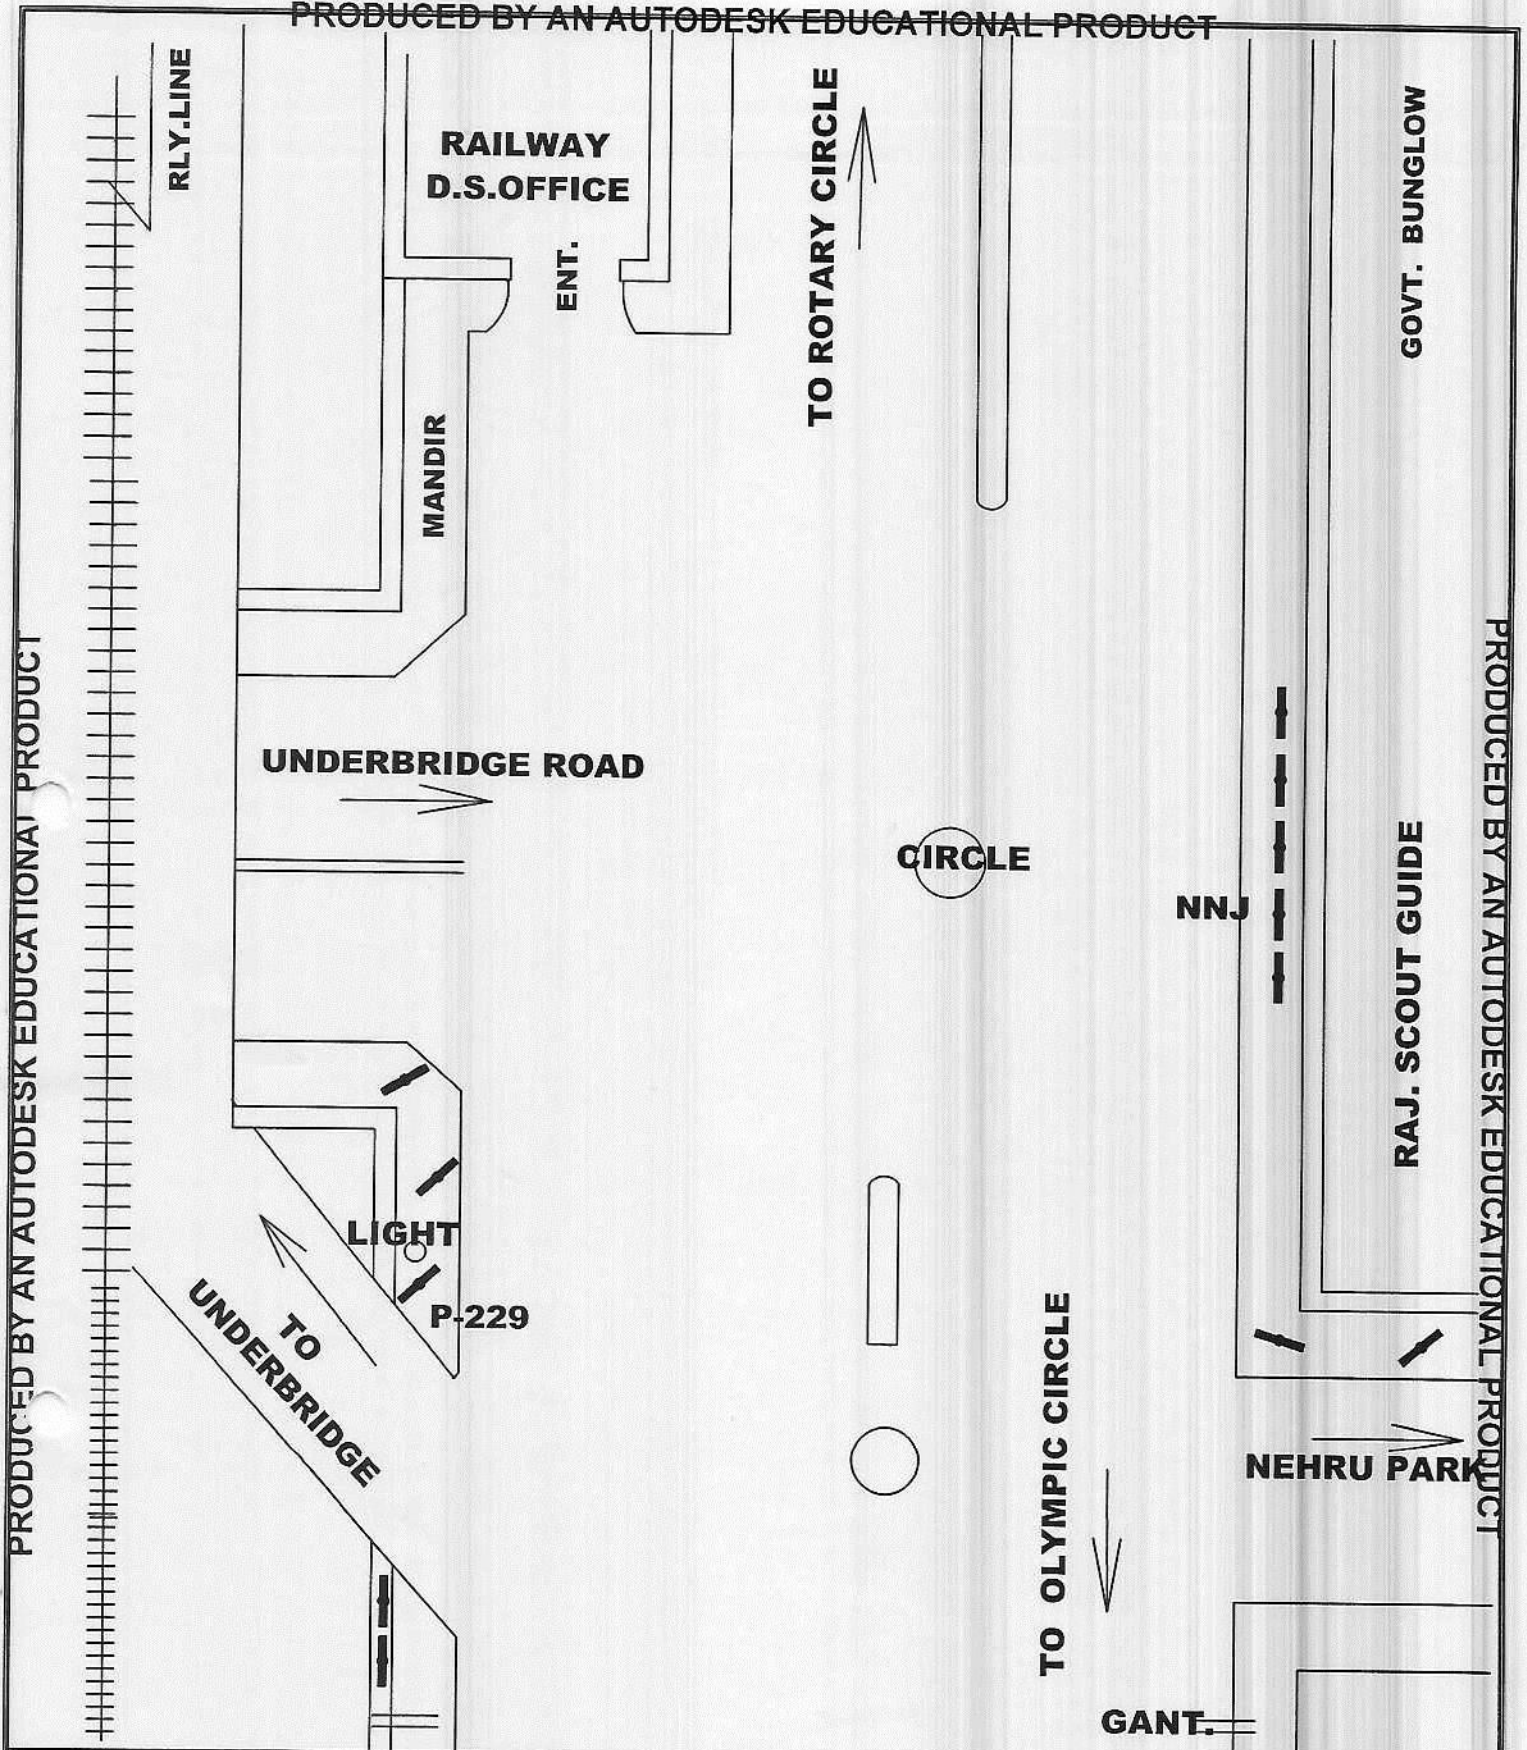 PRODUCED BY AN AUTODESK EDUCATIONAL PRODUCT
RLY.LINE
RAILWAY
D.S.OFFICE
ENT.
TO ROTARY CIRCLE
GOVT. BUNGLOW
MANDIR
UNDERBRIDGE ROAD
CIRCLE
NNJ
RAJ. SCOUT GUIDE
PRODUCED BY AN AUTODESK EDUCATIONAL PRODUCT
PRODUCED BY AN AUTODESK EDUCATIONAL PRODUCT
LIGHT
P-229
TO
UNDERBRIDGE
TO OLYMPIC CIRCLE
NEHRU PARK
GANT.